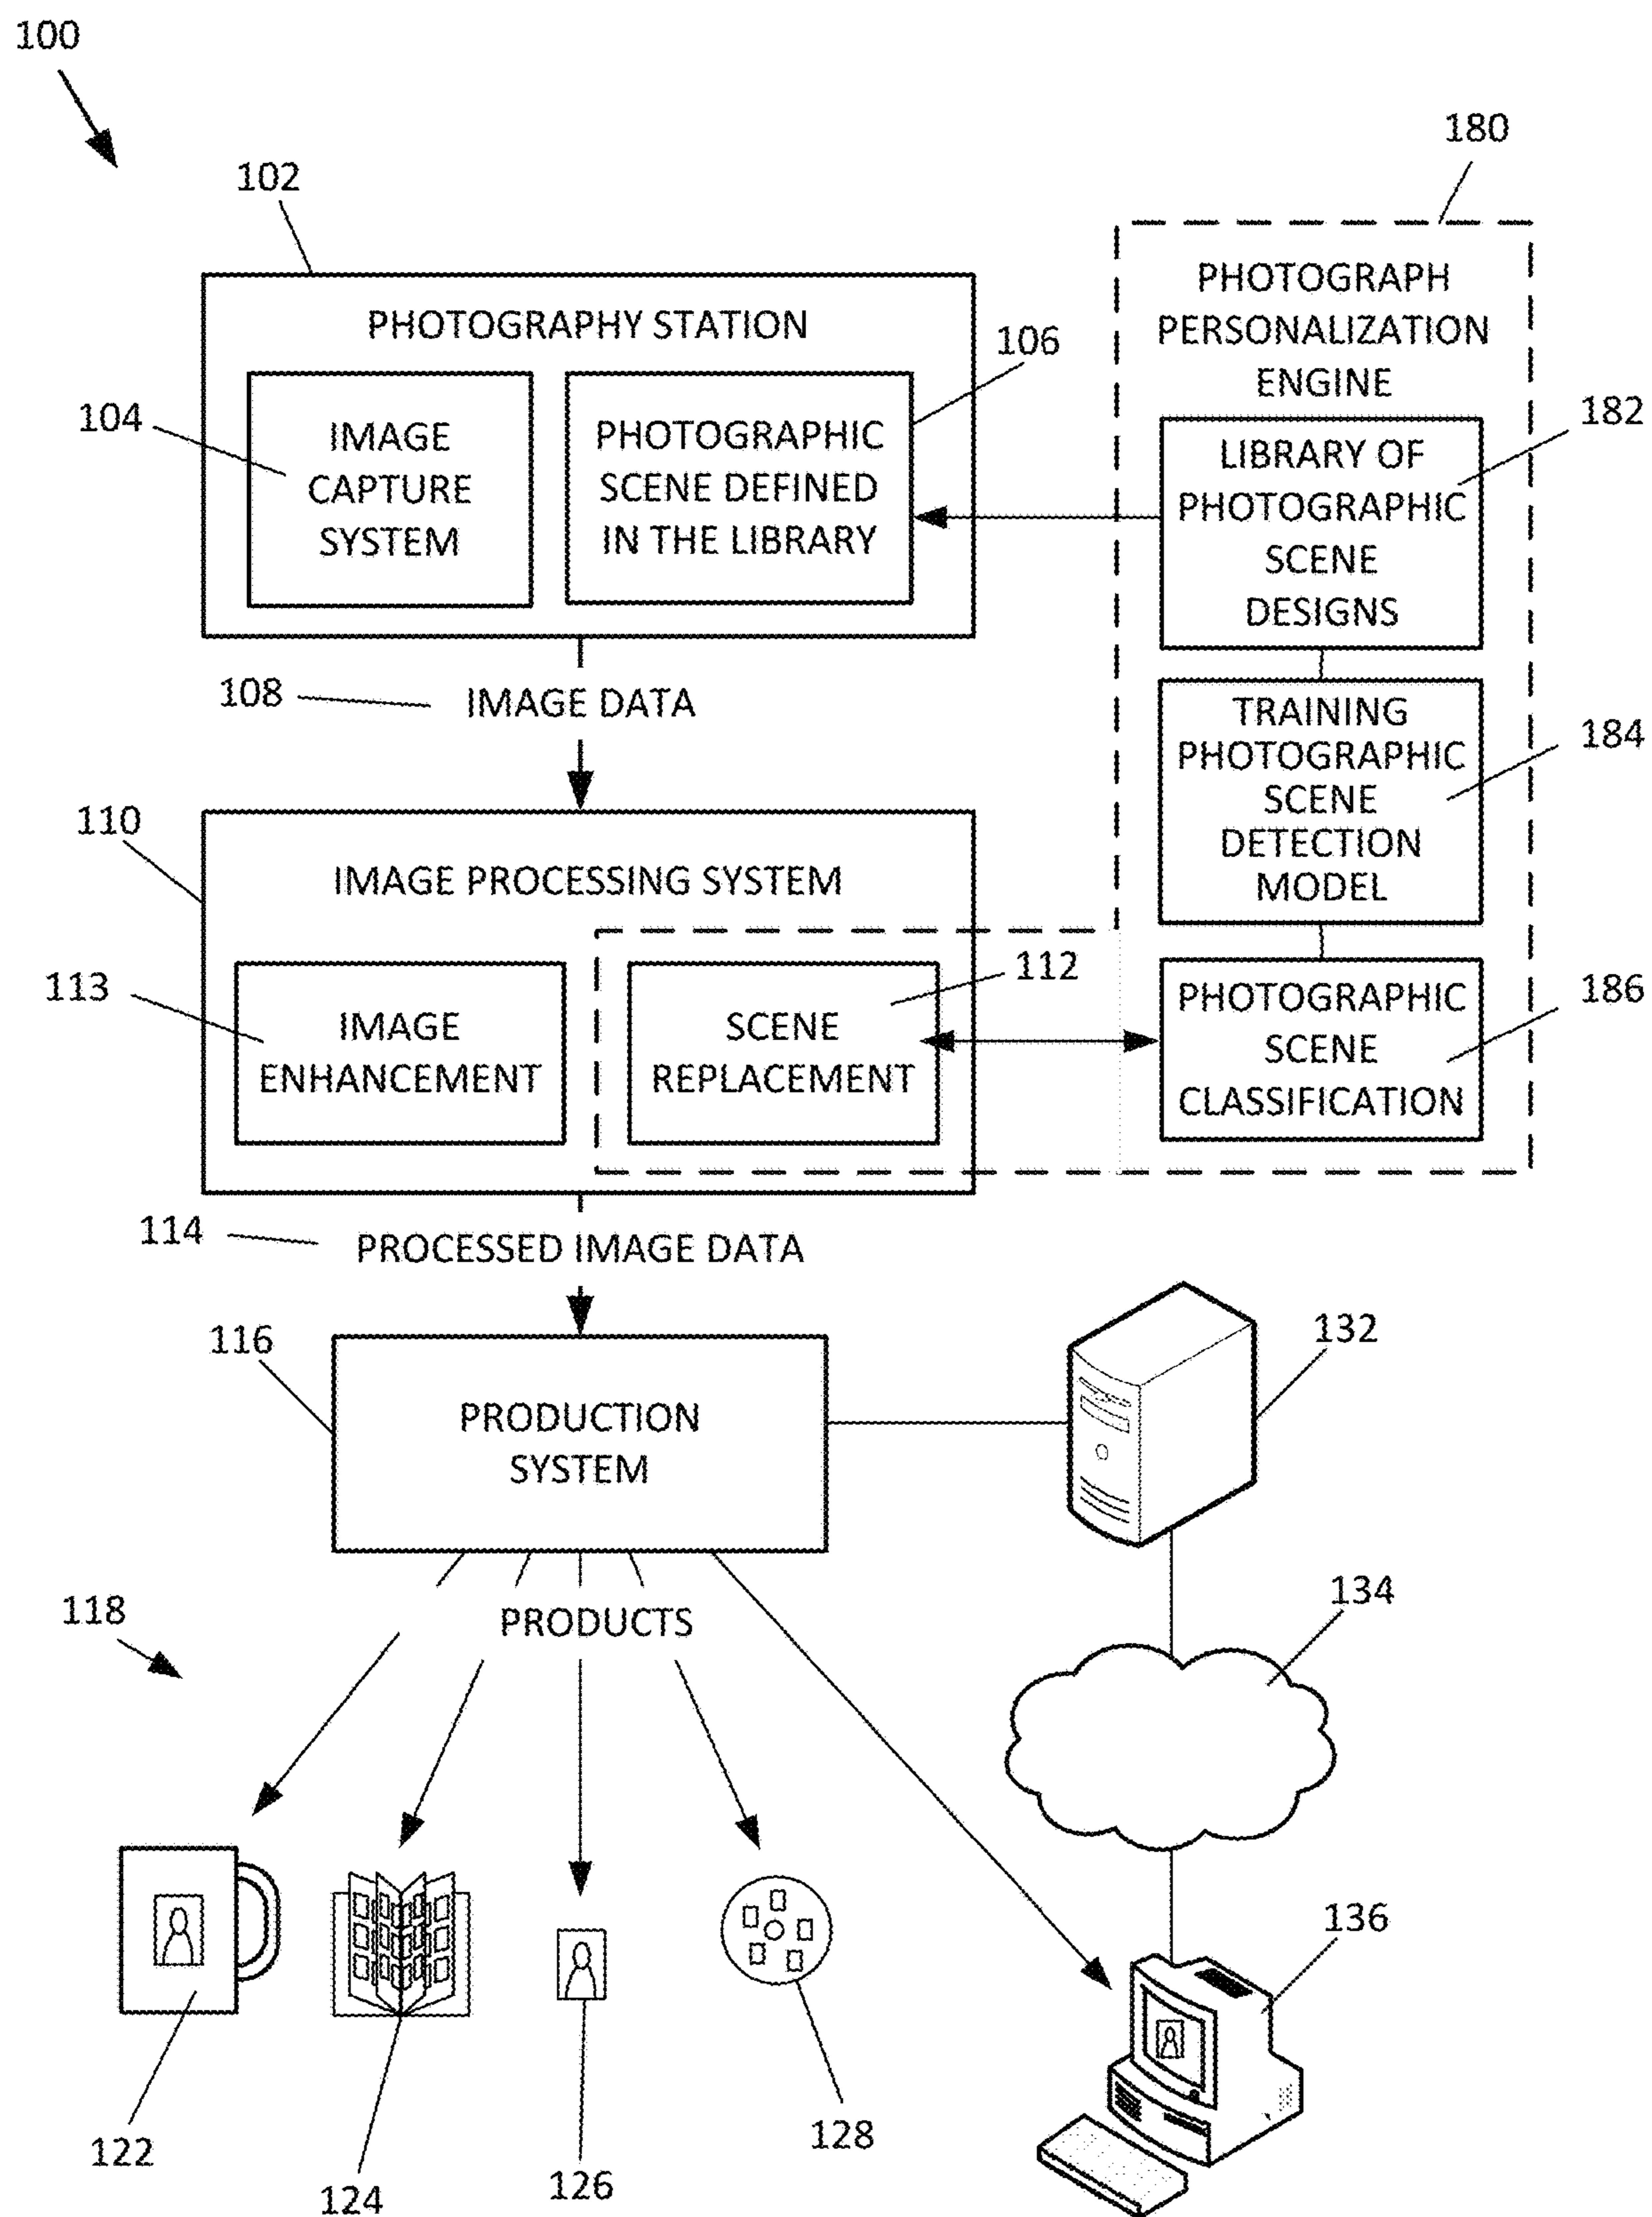 100
180
102
PHOTOGRAPHY STATION
106
104
IMAGE
CAPTURE
SYSTEM
PHOTOGRAPHIC
SCENE DEFINED
IN THE LIBRARY
PHOTOGRAPH
PERSONALIZATION
ENGINE
182
LIBRARY OF
PHOTOGRAPHIC
SCENE
DESIGNS
108
IMAGE DATA
TRAINING
PHOTOGRAPHIC
SCENE
DETECTION
MODEL
184
110
IMAGE PROCESSING SYSTEM
113
IMAGE
ENHANCEMENT
112
SCENE
REPLACEMENT
PHOTOGRAPHIC
SCENE
CLASSIFICATION
186
114
PROCESSED IMAGE DATA
116
PRODUCTION
SYSTEM
132
118
PRODUCTS
134
136
122
124
126
128